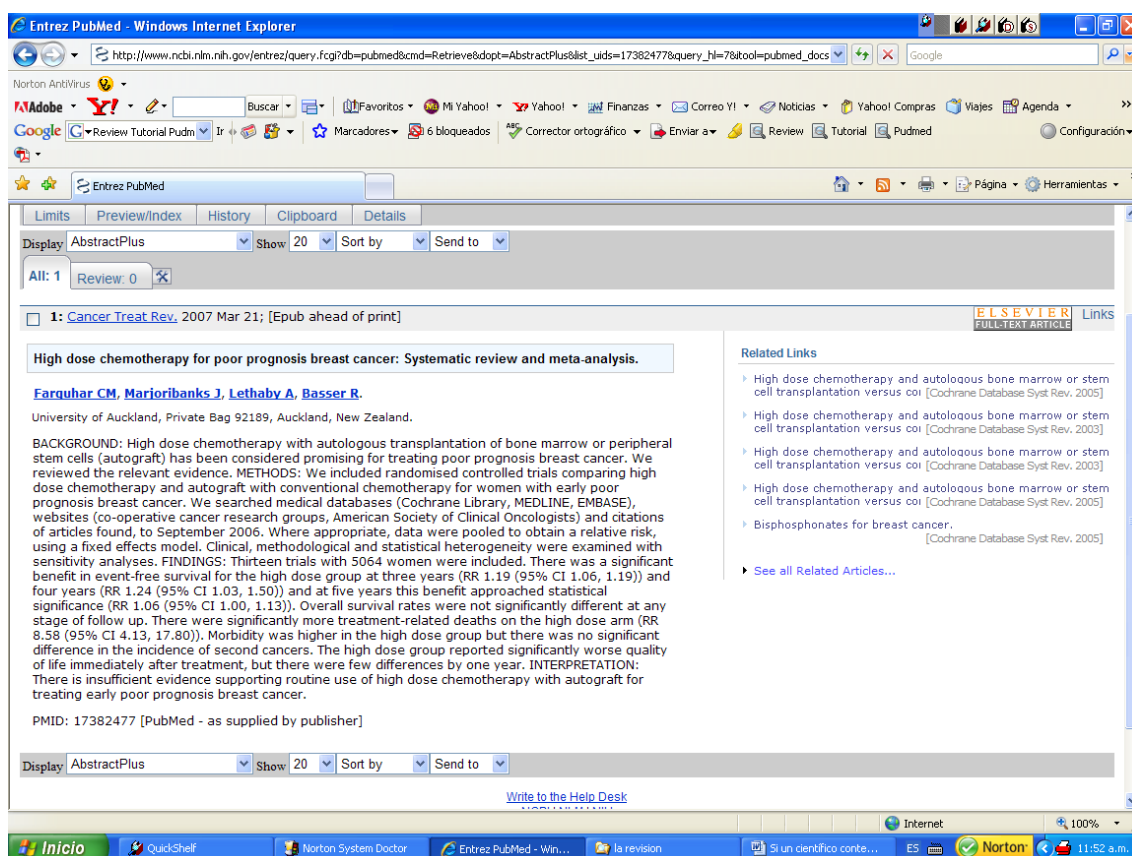 Entrez PubMed - Windows Internet Explorer
http://www.ncbi.nlm.nih.gov/entrez/query.fcgi?db=pubmed&cmd=Retrieve&dopt=AbstractPlus&list_uids=17382477&query_hl=7&itool=pubmed_docs
Google
Norton AntiVirus
Adobe Y! Buscar Favoritos Mi Yahoo! Yahoo! Finanzas Correo Y! Noticias Yahoo! Compras Viajes Agenda »
Google G Review Tutorial Pudm Ir Marcadores 6 bloqueados Corrector ortográfico Enviar a Review Tutorial Pudmed Configuración
Entrez PubMed Página Herramientas
Limits Preview/Index History Clipboard Details
Display AbstractPlus Show 20 Sort by Send to
All: 1 Review: 0
1: Cancer Treat Rev. 2007 Mar 21; [Epub ahead of print]
ELSEVIER
FULL-TEXT ARTICLE
Links
High dose chemotherapy for poor prognosis breast cancer: Systematic review and meta-analysis.
Farquhar CM, Marjoribanks J, Lethaby A, Basser R.
University of Auckland, Private Bag 92189, Auckland, New Zealand.
BACKGROUND: High dose chemotherapy with autologous transplantation of bone marrow or peripheral
stem cells (autograft) has been considered promising for treating poor prognosis breast cancer. We
reviewed the relevant evidence. METHODS: We included randomised controlled trials comparing high
dose chemotherapy and autograft with conventional chemotherapy for women with early poor
prognosis breast cancer. We searched medical databases (Cochrane Library, MEDLINE, EMBASE),
websites (co-operative cancer research groups, American Society of Clinical Oncologists) and citations
of articles found, to September 2006. Where appropriate, data were pooled to obtain a relative risk,
using a fixed effects model. Clinical, methodological and statistical heterogeneity were examined with
sensitivity analyses. FINDINGS: Thirteen trials with 5064 women were included. There was a significant
benefit in event-free survival for the high dose group at three years (RR 1.19 (95% CI 1.06, 1.19)) and
four years (RR 1.24 (95% CI 1.03, 1.50)) and at five years this benefit approached statistical
significance (RR 1.06 (95% CI 1.00, 1.13)). Overall survival rates were not significantly different at any
stage of follow up. There were significantly more treatment-related deaths on the high dose arm (RR
8.58 (95% CI 4.13, 17.80)). Morbidity was higher in the high dose group but there was no significant
difference in the incidence of second cancers. The high dose group reported significantly worse quality
of life immediately after treatment, but there were few differences by one year. INTERPRETATION:
There is insufficient evidence supporting routine use of high dose chemotherapy with autograft for
treating early poor prognosis breast cancer.
PMID: 17382477 [PubMed - as supplied by publisher]
Related Links
High dose chemotherapy and autologous bone marrow or stem
cell transplantation versus coı [Cochrane Database Syst Rev. 2005]
High dose chemotherapy and autologous bone marrow or stem
cell transplantation versus coı [Cochrane Database Syst Rev. 2003]
High dose chemotherapy and autologous bone marrow or stem
cell transplantation versus coı [Cochrane Database Syst Rev. 2003]
High dose chemotherapy and autologous bone marrow or stem
cell transplantation versus coı [Cochrane Database Syst Rev. 2005]
Bisphosphonates for breast cancer.
[Cochrane Database Syst Rev. 2005]
See all Related Articles...
Display AbstractPlus Show 20 Sort by Send to
Write to the Help Desk
Internet 100%
Inicio QuickShelf Norton System Doctor Entrez PubMed - Win... la revision Si un científico conte... ES Norton 11:52 a.m.